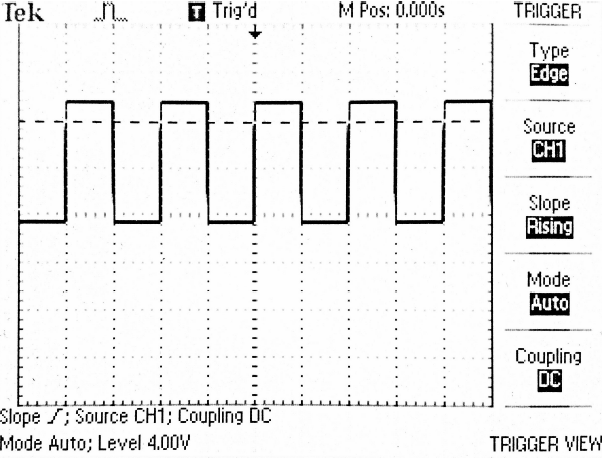 Tek T Trig'd M Pos: 0.000s TRIGGER
Type
Edge
Source
CH1
Slope
Rising
Mode
Auto
Coupling
DC
Slope ; Source CH1; Coupling DC
Mode Auto; Level 4.00V TRIGGER VIEW